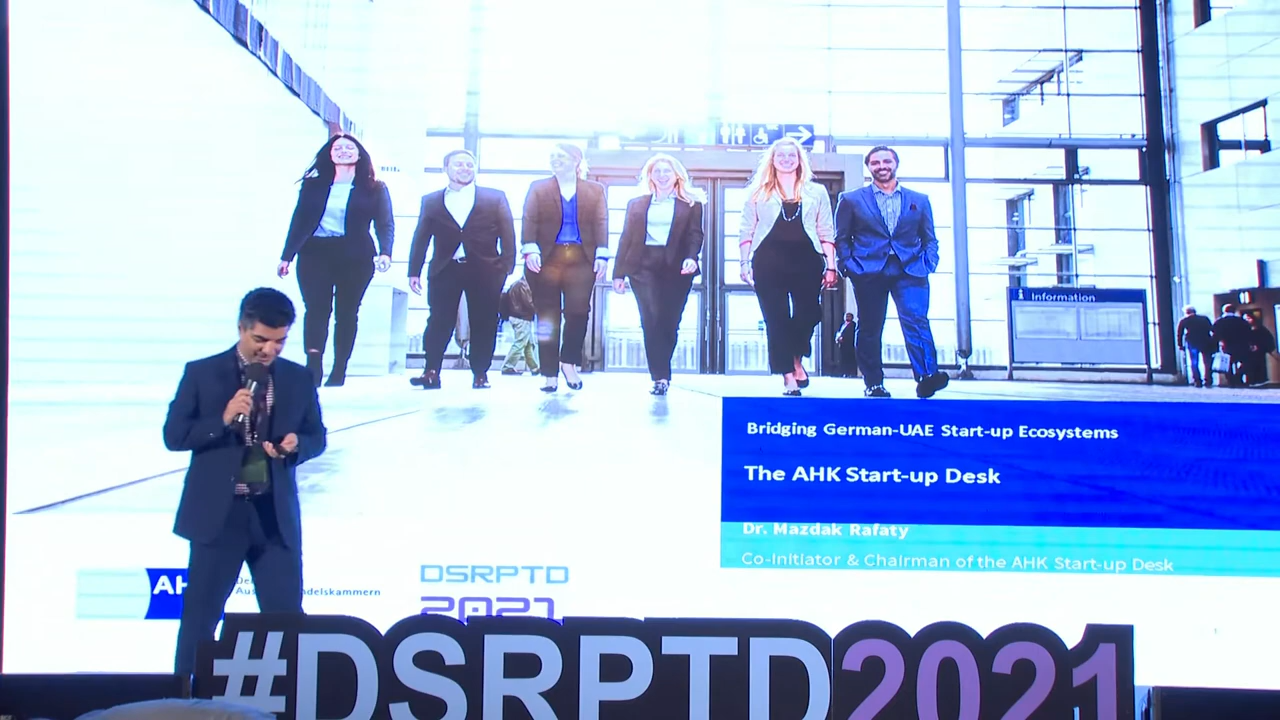 Information
Bridging German-UAE Start-up Ecosystems
The AHK Start-up Desk
Dr. Mazdak Rafaty
Co-Initiator & Chairman of the AHK Start-up Desk
DSRPTD
2021
#DSRPTD2021